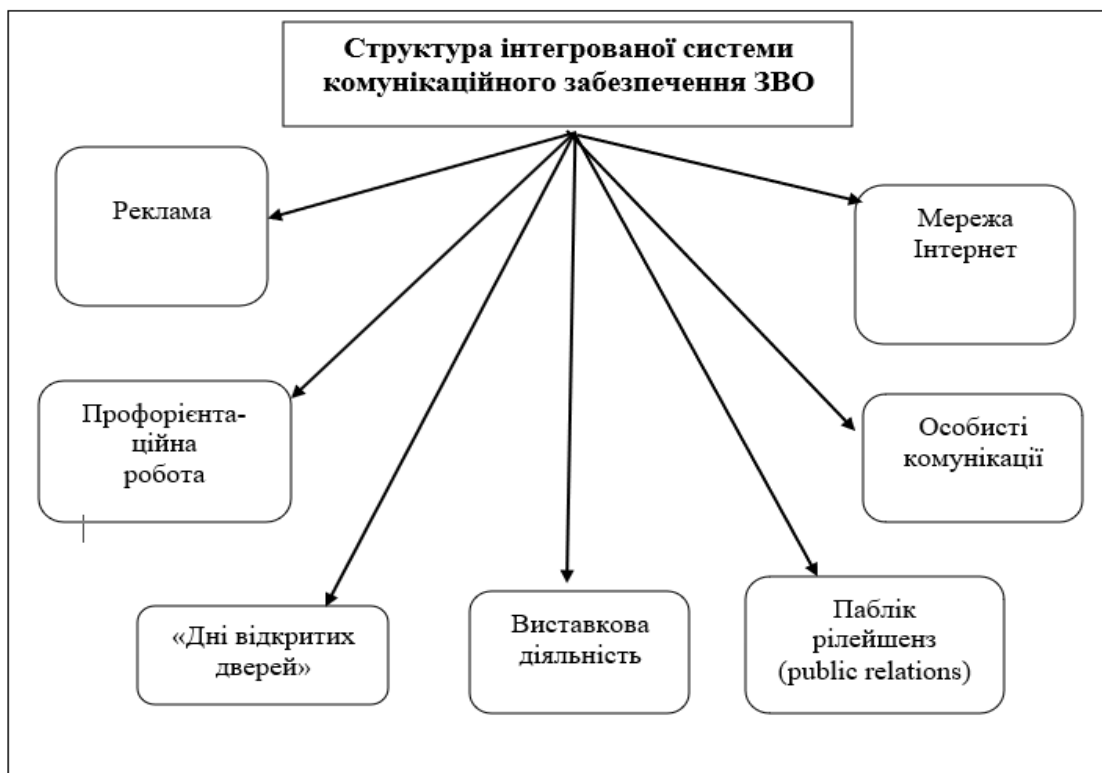 Структура інтегрованої системи
комунікаційного забезпечення ЗВО
Реклама
Мережа
Інтернет
Профорієнта-
ційна
робота
Особисті
комунікації
«Дні відкритих
дверей»
Виставкова
діяльність
Паблік
рілейшенз
(public relations)